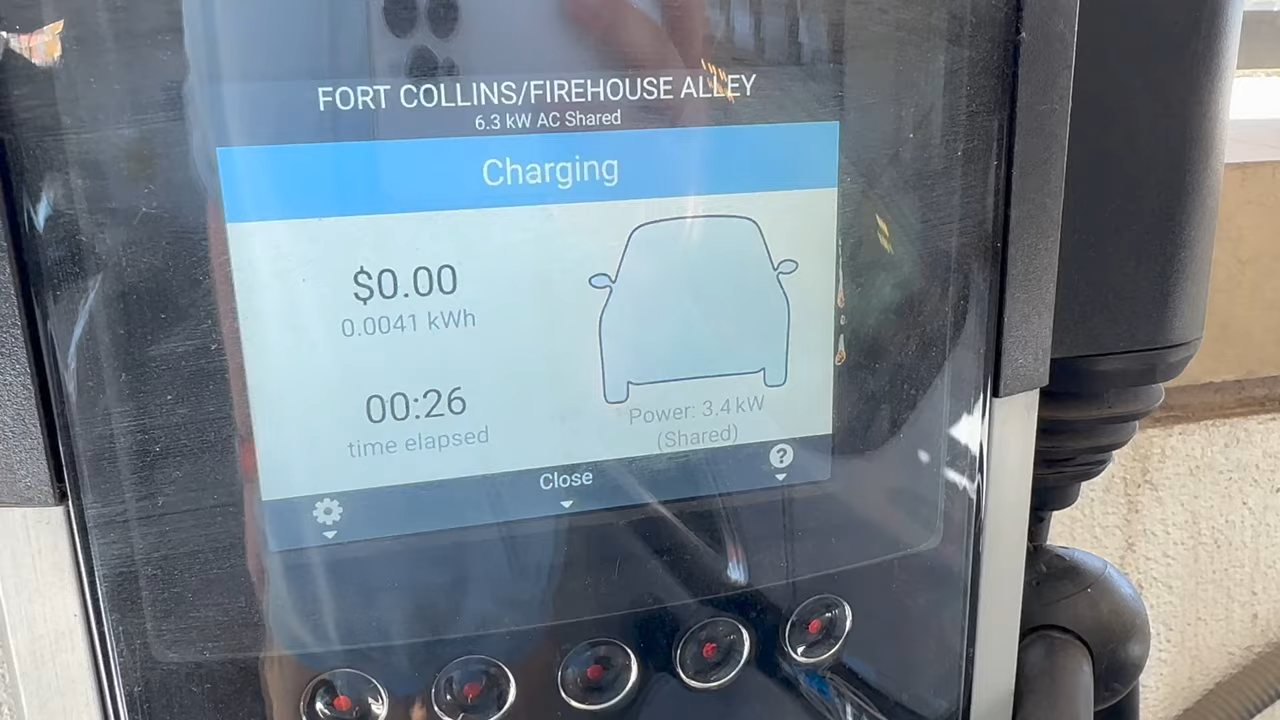 FORT COLLINS/FIREHOUSE ALLEY
6.3 kW AC Shared
Charging
$0.00
0.0041 kWh
00:26
time elapsed
Power: 3.4 kW
(Shared)
Close
?